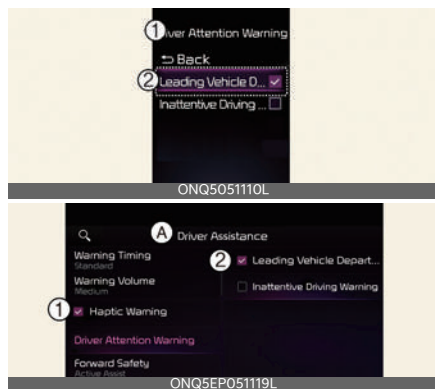 1
iver Attention Warning
Back
2
Leading Vehicle D...
Inattentive Driving ...
ONQ5051110L
A Driver Assistance
Warning Timing
Standard
2 Leading Vehicle Depart...
Warning Volume
Medium
Inattentive Driving Warning
1 Haptic Warning
Driver Attention Warning
Forward Safety
Active Assist
ONQ5EP051119L